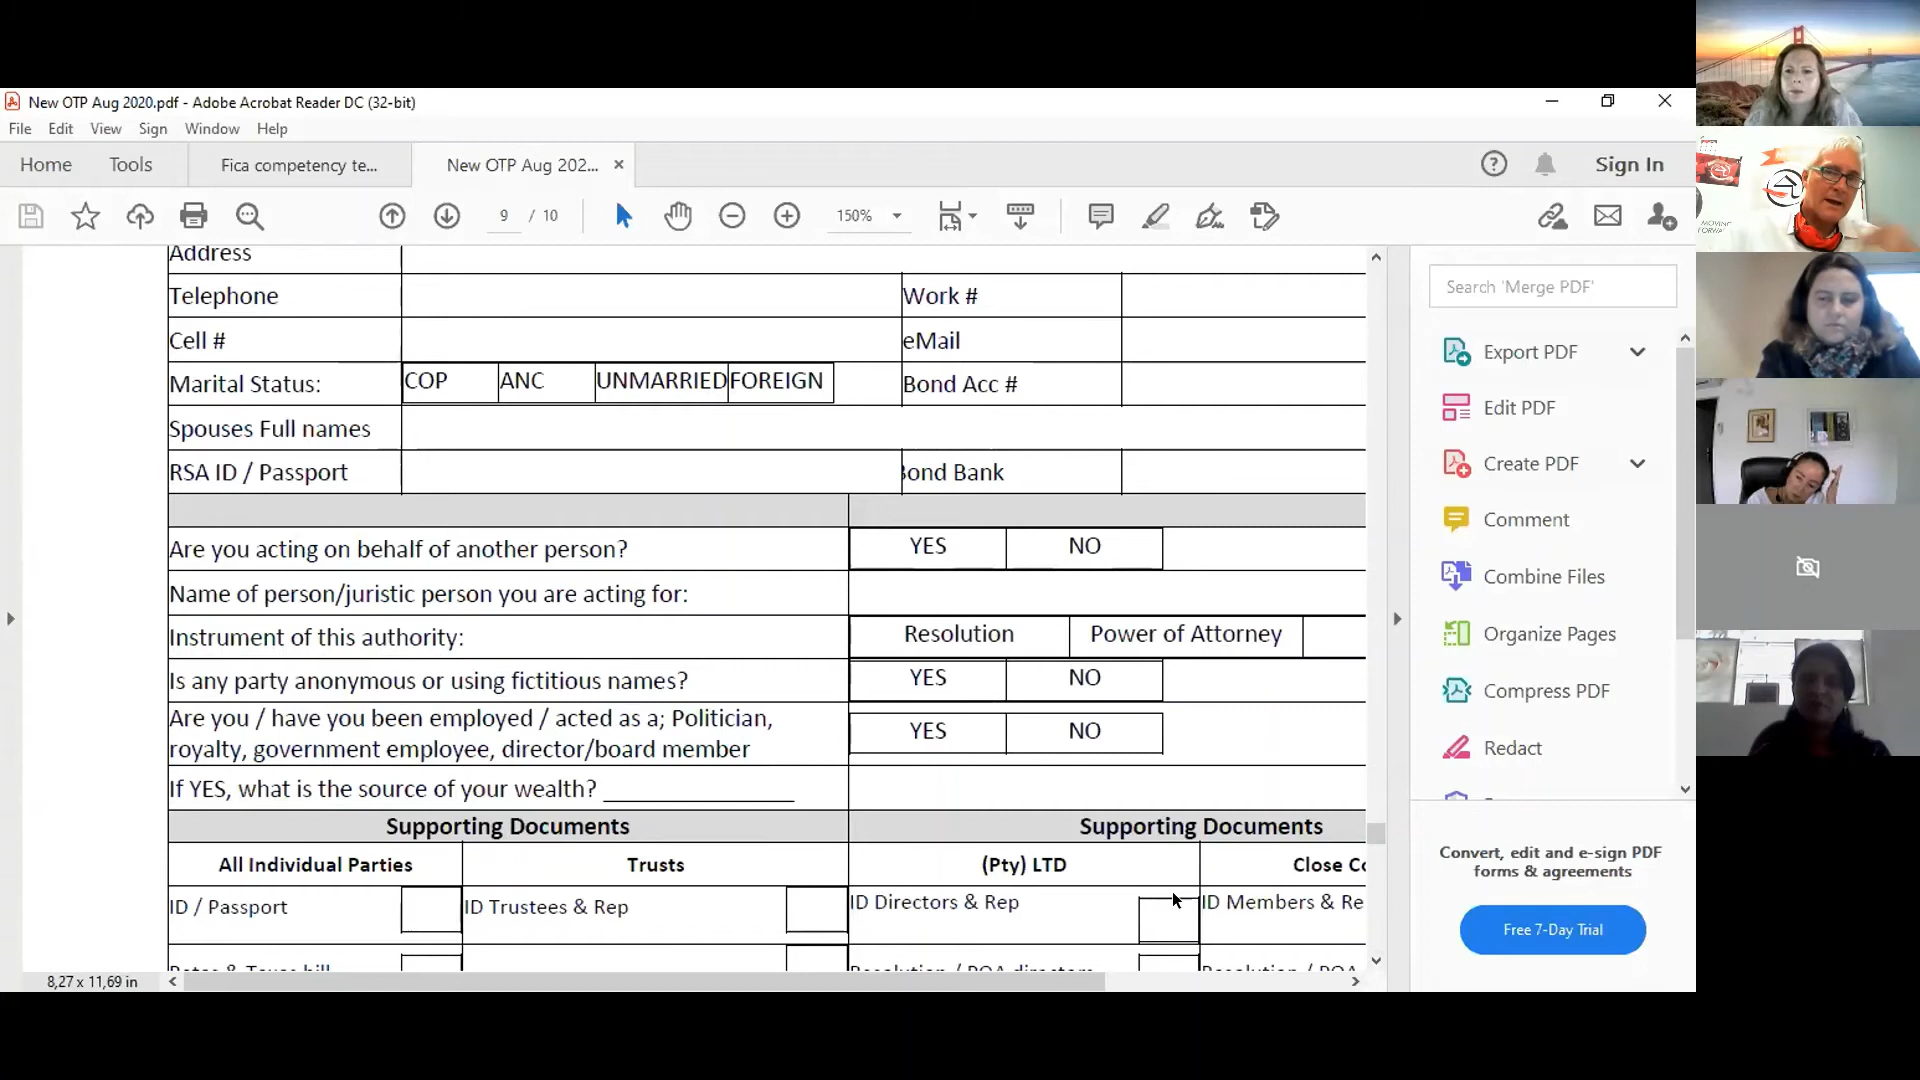 New OTP Aug 2020.pdf - Adobe Acrobat Reader DC (32-bit)
File Edit View Sign Window Help
Home Tools Fica competency te... New OTP Aug 202... Sign In
9 / 10 150%
Address
Telephone Work #
Cell # eMail
Marital Status: COP ANC UNMARRIED FOREIGN Bond Acc #
Spouses Full names
RSA ID / Passport Bond Bank
Are you acting on behalf of another person? YES NO
Name of person/juristic person you are acting for:
Instrument of this authority: Resolution Power of Attorney
Is any party anonymous or using fictitious names? YES NO
Are you / have you been employed / acted as a; Politician,
royalty, government employee, director/board member YES NO
If YES, what is the source of your wealth? ______________
Supporting Documents Supporting Documents
All Individual Parties Trusts (Pty) LTD Close Co
ID / Passport ID Trustees & Rep ID Directors & Rep ID Members & Re
8,27 x 11,69 in
Search 'Merge PDF'
Export PDF
Edit PDF
Create PDF
Comment
Combine Files
Organize Pages
Compress PDF
Redact
Convert, edit and e-sign PDF
forms & agreements
Free 7-Day Trial
MOVING
FORWA